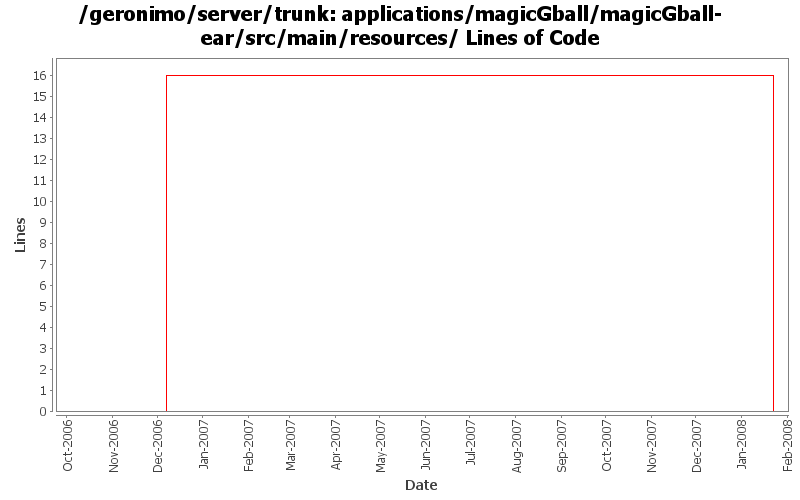 /geronimo/server/trunk: applications/magicGball/magicGball-
ear/src/main/resources/ Lines of Code
Lines
16
15
14
13
12
11
10
9
8
7
6
5
4
3
2
1
0
Oct-2006
Nov-2006
Dec-2006
Jan-2007
Feb-2007
Mar-2007
Apr-2007
May-2007
Jun-2007
Jul-2007
Aug-2007
Sep-2007
Oct-2007
Nov-2007
Dec-2007
Jan-2008
Feb-2008
Date